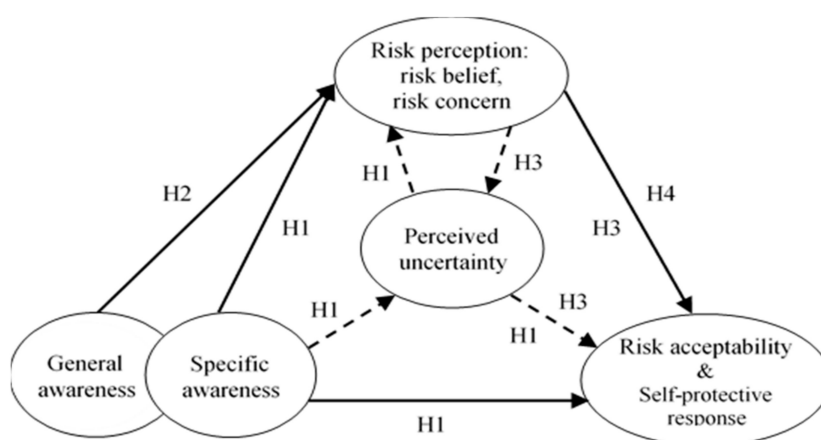 Risk perception:
risk belief,
risk concern
H2
H1
H1
H3
H4
H3
Perceived
uncertainty
H1
H3
H1
General
awareness
Specific
awareness
Risk acceptability
&
Self-protective
response
H1